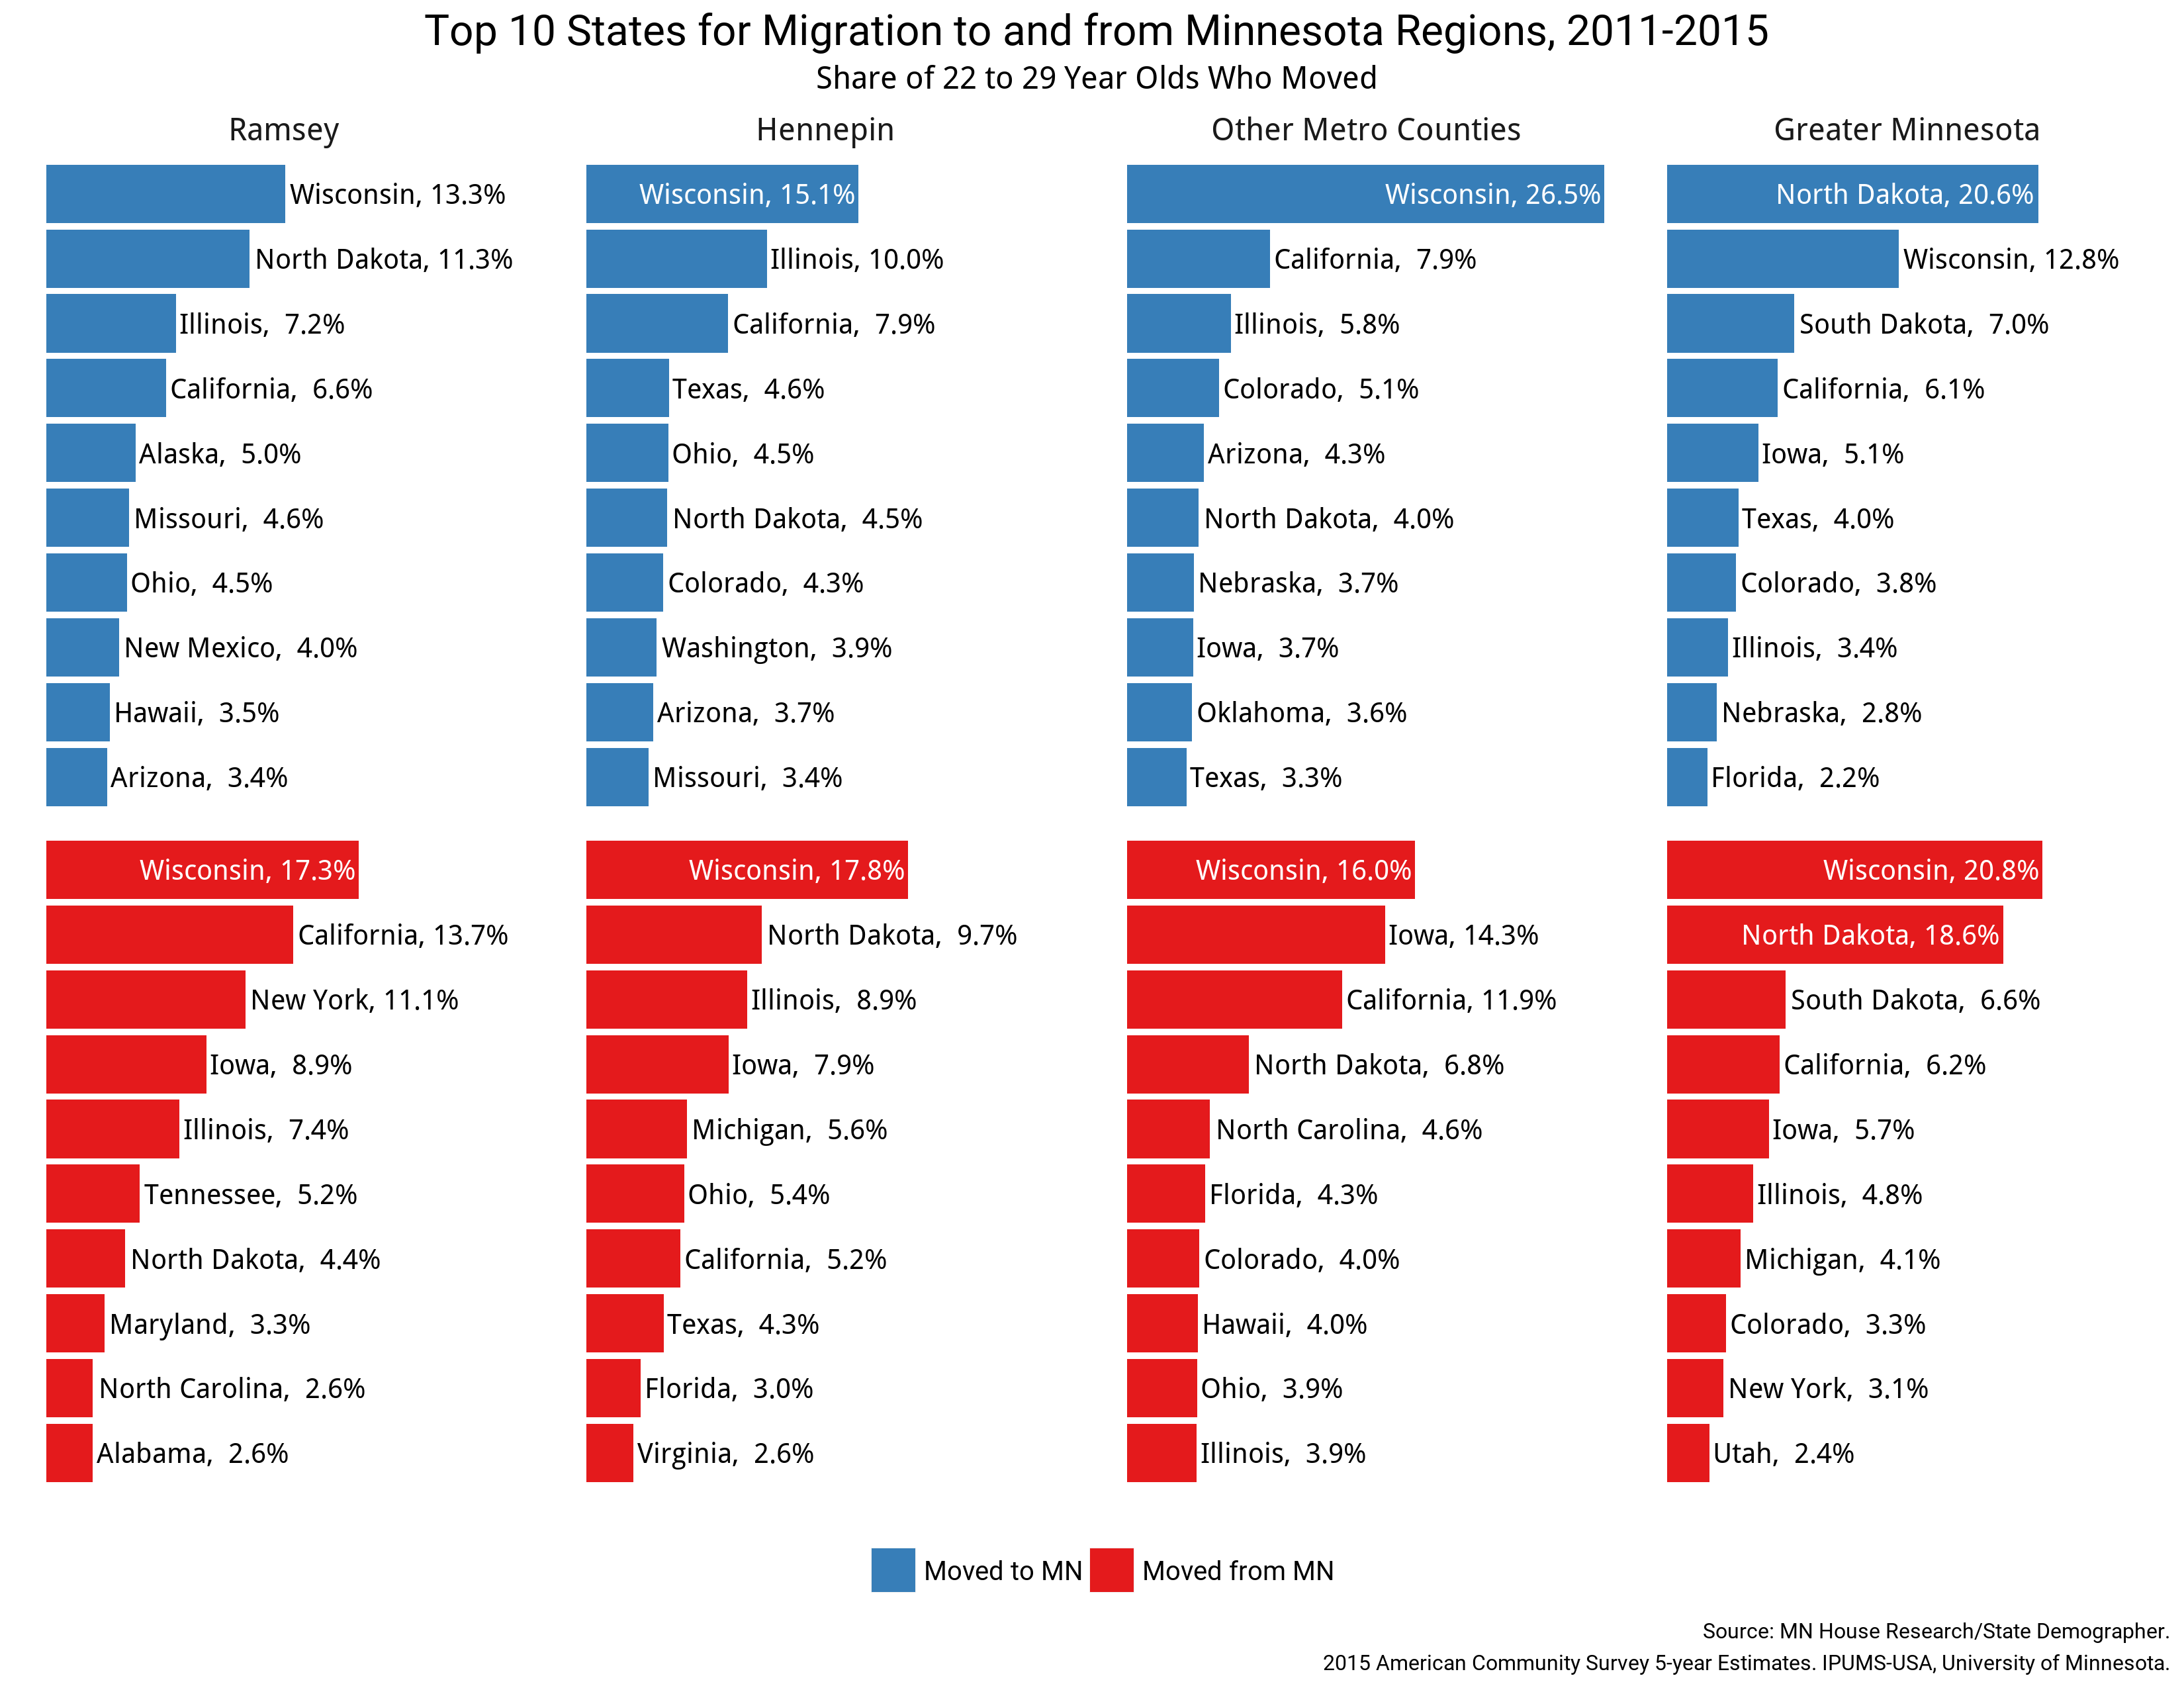 Top 10 States for Migration to and from Minnesota Regions, 2011-2015
Share of 22 to 29 Year Olds Who Moved
Ramsey
Wisconsin, 13.3%
North Dakota, 11.3%
Illinois, 7.2%
California, 6.6%
Alaska, 5.0%
Missouri, 4.6%
Ohio, 4.5%
New Mexico, 4.0%
Hawaii, 3.5%
Arizona, 3.4%
Wisconsin, 17.3%
California, 13.7%
New York, 11.1%
Iowa, 8.9%
Illinois, 7.4%
Tennessee, 5.2%
North Dakota, 4.4%
Maryland, 3.3%
North Carolina, 2.6%
Alabama, 2.6%
Hennepin
Wisconsin, 15.1%
Illinois, 10.0%
California, 7.9%
Texas, 4.6%
Ohio, 4.5%
North Dakota, 4.5%
Colorado, 4.3%
Washington, 3.9%
Arizona, 3.7%
Missouri, 3.4%
Wisconsin, 17.8%
North Dakota, 9.7%
Illinois, 8.9%
Iowa, 7.9%
Michigan, 5.6%
Ohio, 5.4%
California, 5.2%
Texas, 4.3%
Florida, 3.0%
Virginia, 2.6%
Other Metro Counties
Wisconsin, 26.5%
California, 7.9%
Illinois, 5.8%
Colorado, 5.1%
Arizona, 4.3%
North Dakota, 4.0%
Nebraska, 3.7%
Iowa, 3.7%
Oklahoma, 3.6%
Texas, 3.3%
Wisconsin, 16.0%
Iowa, 14.3%
California, 11.9%
North Dakota, 6.8%
North Carolina, 4.6%
Florida, 4.3%
Colorado, 4.0%
Hawaii, 4.0%
Ohio, 3.9%
Illinois, 3.9%
Greater Minnesota
North Dakota, 20.6%
Wisconsin, 12.8%
South Dakota, 7.0%
California, 6.1%
Iowa, 5.1%
Texas, 4.0%
Colorado, 3.8%
Illinois, 3.4%
Nebraska, 2.8%
Florida, 2.2%
Wisconsin, 20.8%
North Dakota, 18.6%
South Dakota, 6.6%
California, 6.2%
Iowa, 5.7%
Illinois, 4.8%
Michigan, 4.1%
Colorado, 3.3%
New York, 3.1%
Utah, 2.4%
Moved to MN
Moved from MN
Source: MN House Research/State Demographer.
2015 American Community Survey 5-year Estimates. IPUMS-USA, University of Minnesota.